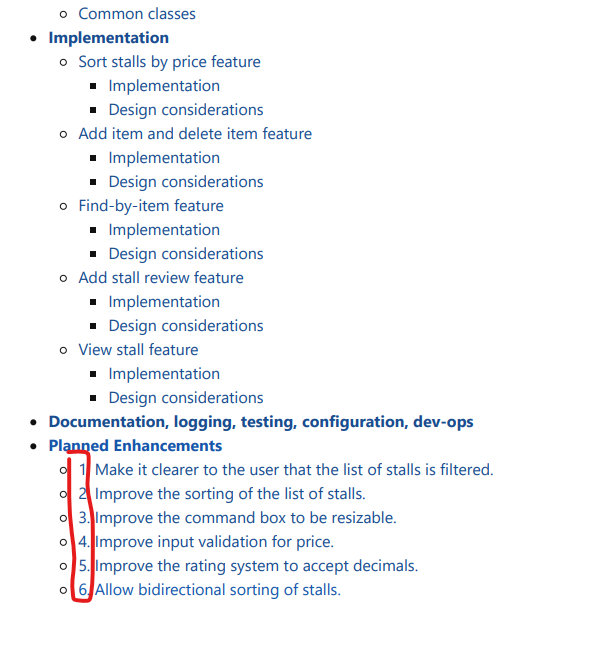 Common classes
Implementation
Sort stalls by price feature
Implementation
Design considerations
Add item and delete item feature
Implementation
Design considerations
Find-by-item feature
Implementation
Design considerations
Add stall review feature
Implementation
Design considerations
View stall feature
Implementation
Design considerations
Documentation, logging, testing, configuration, dev-ops
Planned Enhancements
1. Make it clearer to the user that the list of stalls is filtered.
2. Improve the sorting of the list of stalls.
3. Improve the command box to be resizable.
4. Improve input validation for price.
5. Improve the rating system to accept decimals.
6. Allow bidirectional sorting of stalls.